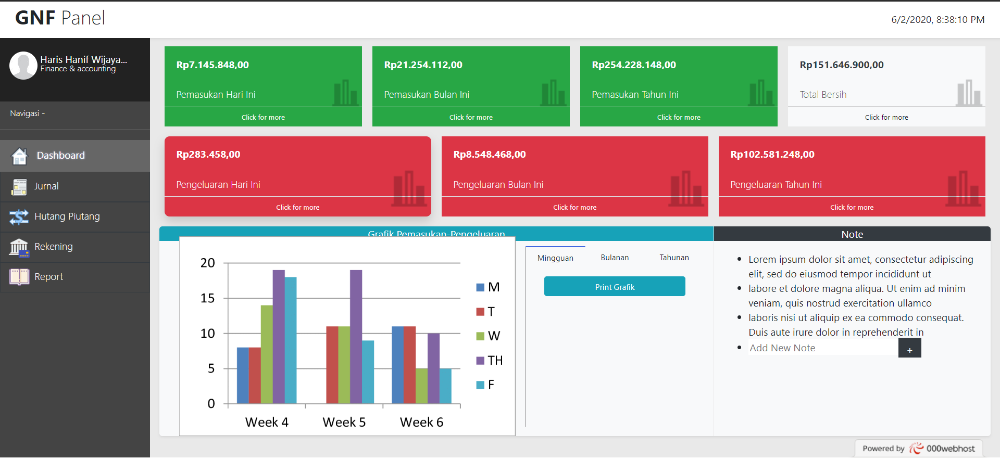 GNF Panel
6/2/2020, 8:38:10 PM
Haris Hanif Wijaya...
Finance & accounting
Navigasi -
Dashboard
Jurnal
Hutang Piutang
Rekening
Report
Rp7.145.848,00
Pemasukan Hari Ini
Click for more
Rp21.254.112,00
Pemasukan Bulan Ini
Click for more
Rp254.228.148,00
Pemasukan Tahun Ini
Click for more
Rp151.646.900,00
Total Bersih
Click for more
Rp283.458,00
Pengeluaran Hari Ini
Click for more
Rp8.548.468,00
Pengeluaran Bulan Ini
Click for more
Rp102.581.248,00
Pengeluaran Tahun Ini
Click for more
Grafik Pemasukan-Pengeluaran
20
15
10
5
0
Week 4
Week 5
Week 6
M
T
W
TH
F
Mingguan
Bulanan
Tahunan
Print Grafik
Note
Lorem ipsum dolor sit amet, consectetur adipiscing
elit, sed do eiusmod tempor incididunt ut
labore et dolore magna aliqua. Ut enim ad minim
veniam, quis nostrud exercitation ullamco
laboris nisi ut aliquip ex ea commodo consequat.
Duis aute irure dolor in reprehenderit in
Add New Note
+
Powered by 000webhost